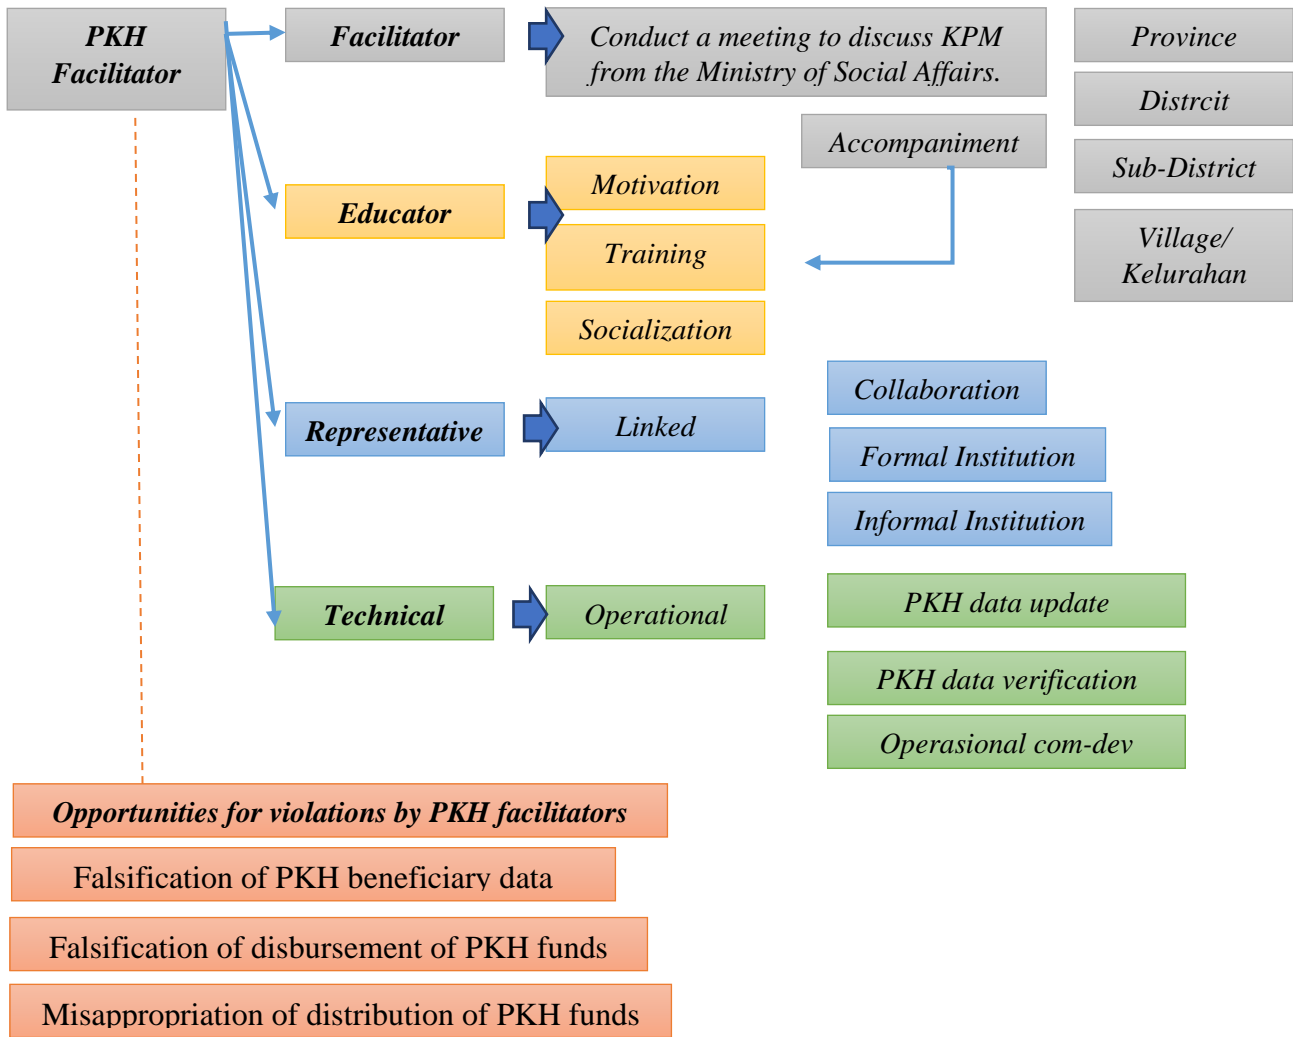 PKH
Facilitator
Facilitator
Conduct a meeting to discuss KPM
from the Ministry of Social Affairs.
Province
Distrcit
Accompaniment
Sub-District
Village/
Kelurahan
Educator
Motivation
Training
Socialization
Representative
Linked
Collaboration
Formal Institution
Informal Institution
Technical
Operational
PKH data update
PKH data verification
Operasional com-dev
Opportunities for violations by PKH facilitators
Falsification of PKH beneficiary data
Falsification of disbursement of PKH funds
Misappropriation of distribution of PKH funds